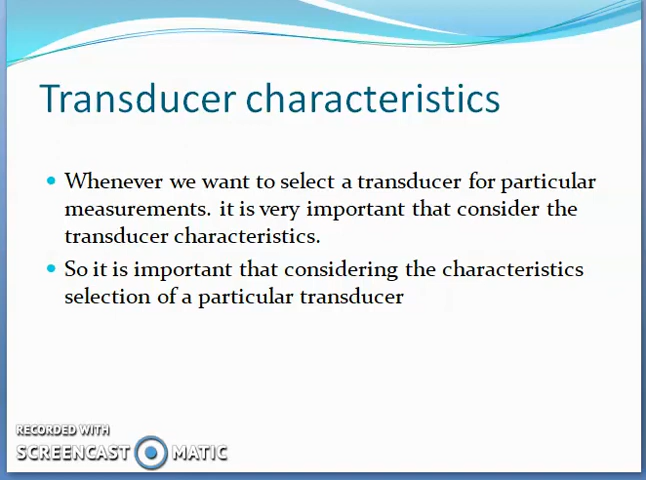 Transducer characteristics
Whenever we want to select a transducer for particular
measurements. it is very important that consider the
transducer characteristics.
So it is important that considering the characteristics
selection of a particular transducer
RECORDED WITH
SCREENCAST MATIC